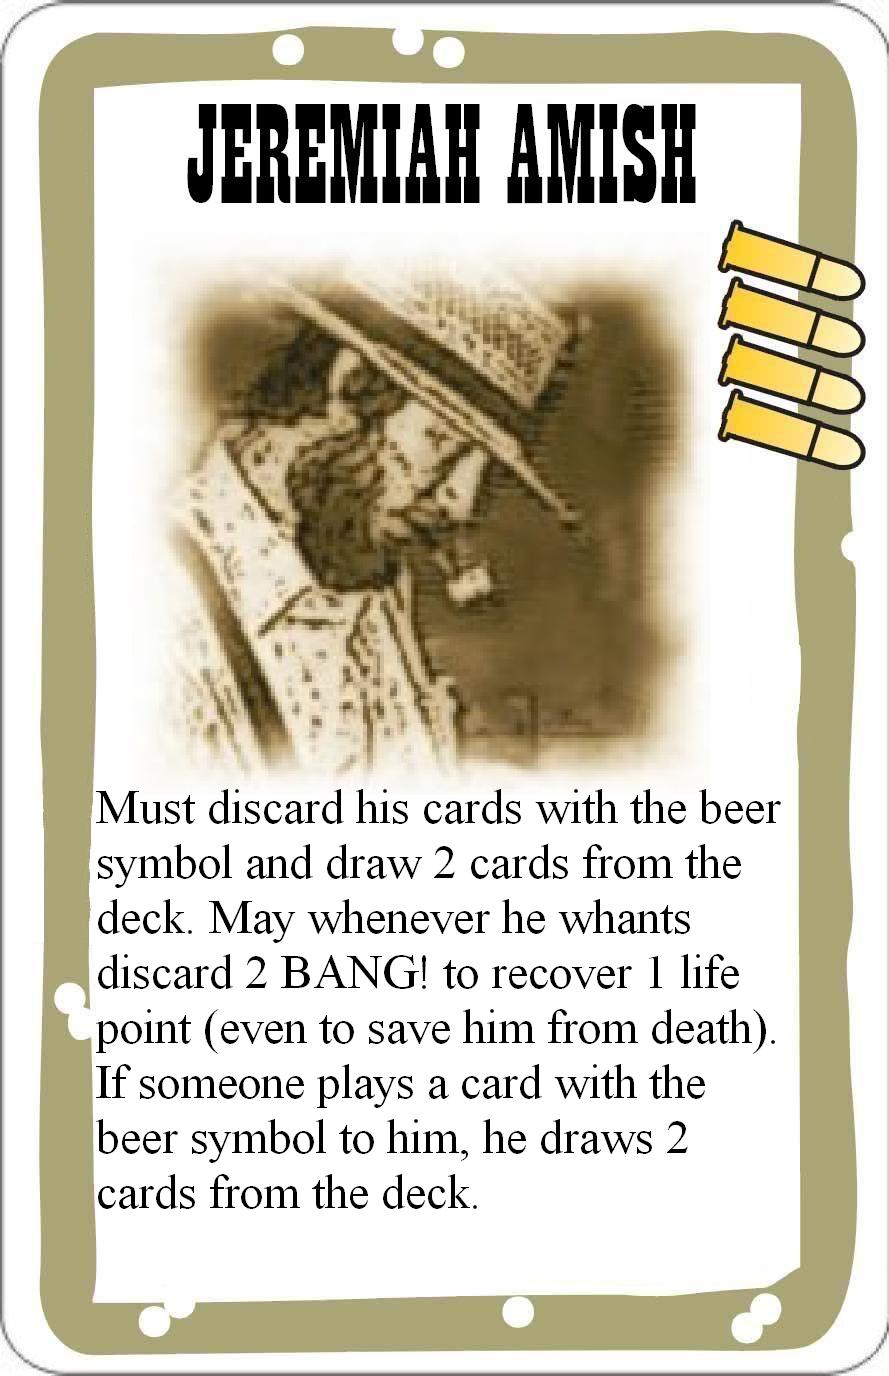 JEREMIAH AMISH
Must discard his cards with the beer
symbol and draw 2 cards from the
deck. May whenever he whants
discard 2 BANG! to recover 1 life
point (even to save him from death).
If someone plays a card with the
beer symbol to him, he draws 2
cards from the deck.